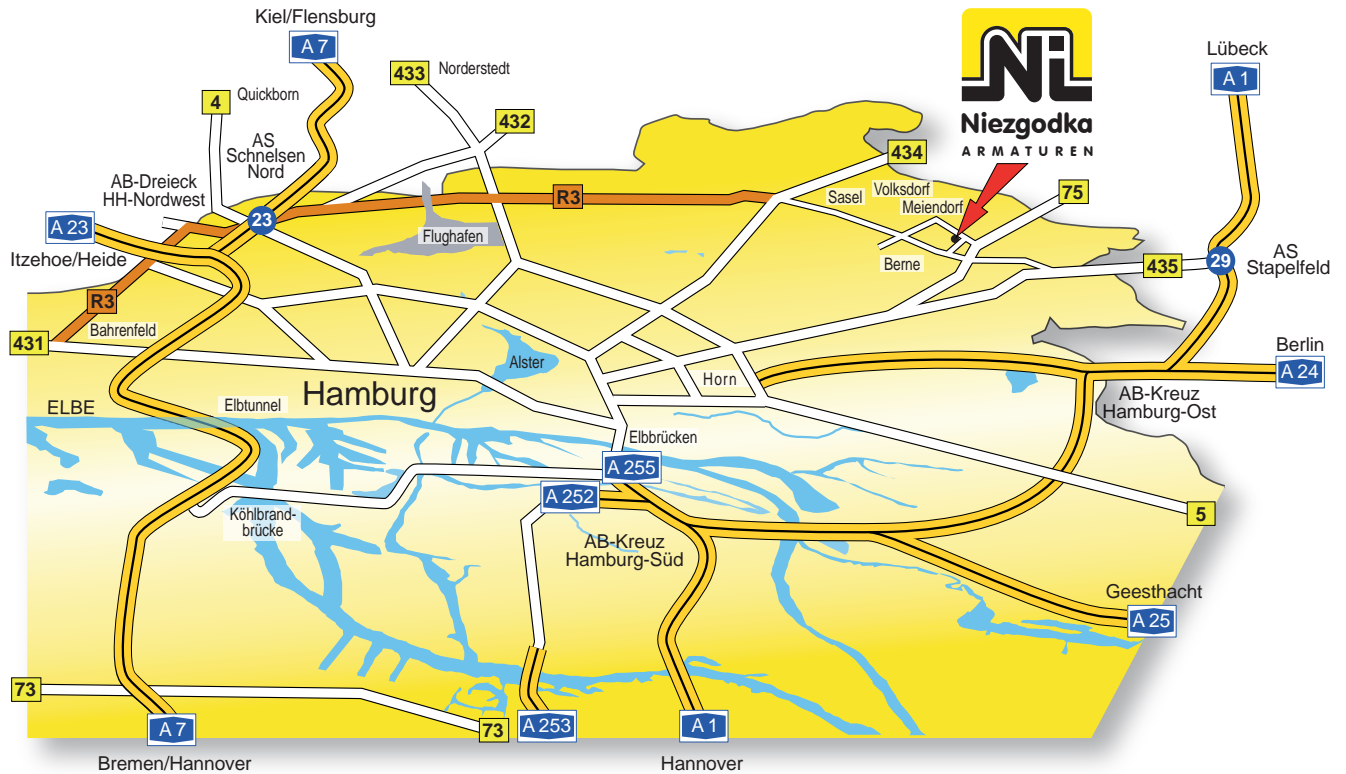 Kiel/Flensburg
A 7
433
Norderstedt
Ni
Niezgodka
ARMATUREN
Lübeck
A 1
4
Quickborn
432
AS
Schnelsen
Nord
434
AB-Dreieck
HH-Nordwest
R3
Sasel
Volksdorf
Meiendorf
75
A 23
23
Flughafen
Itzehoe/Heide
Berne
435
29
AS
Stapelfeld
R3
Bahrenfeld
431
Alster
Horn
Berlin
A 24
Hamburg
AB-Kreuz
Hamburg-Ost
ELBE
Elbtunnel
Elbbrücken
A 255
A 252
Köhlbrand-
brücke
5
AB-Kreuz
Hamburg-Süd
Geesthacht
A 25
73
A 7
73
A 253
A 1
Bremen/Hannover
Hannover